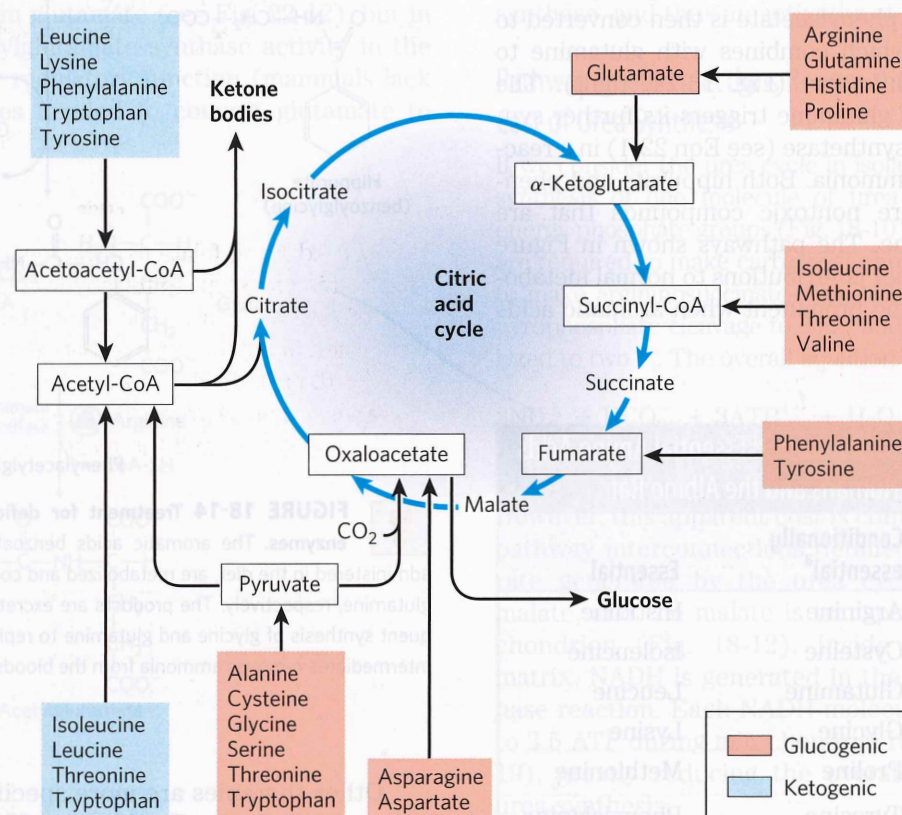 Leucine
Lysine
Phenylalanine
Tryptophan
Tyrosine
Ketone
bodies
Glutamate
Arginine
Glutamine
Histidine
Proline
Isocitrate
α-Ketoglutarate
Acetoacetyl-CoA
Citrate
Citric
acid
cycle
Succinyl-CoA
Isoleucine
Methionine
Threonine
Valine
Acetyl-CoA
Succinate
Oxaloacetate
Fumarate
Phenylalanine
Tyrosine
Malate
CO₂
Pyruvate
Glucose
Alanine
Cysteine
Glycine
Serine
Threonine
Tryptophan
Isoleucine
Leucine
Threonine
Tryptophan
Asparagine
Aspartate
Glucogenic
Ketogenic